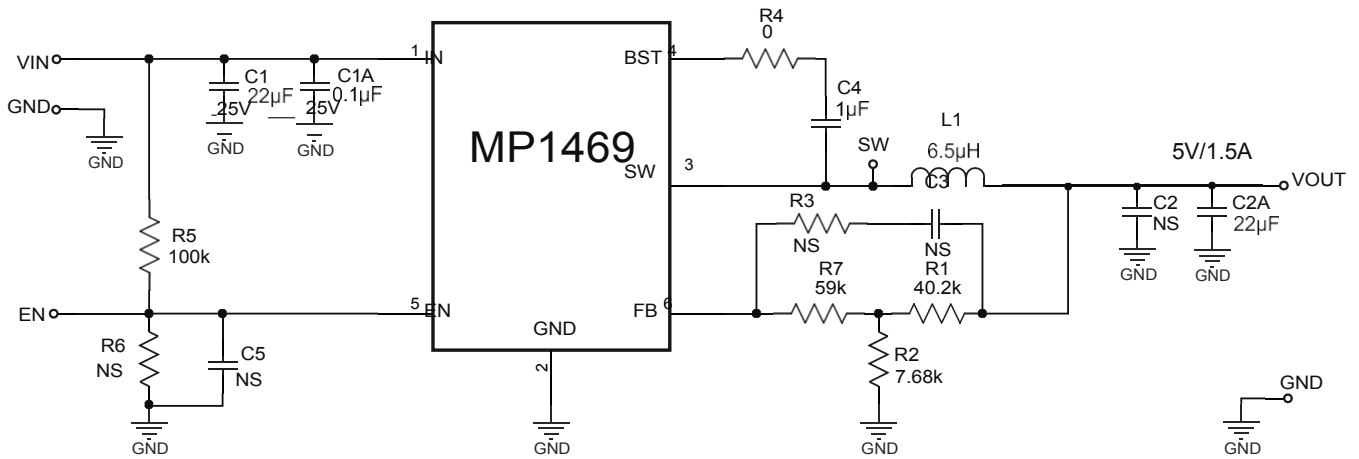 R4
0
VIN
1
IN
BST
4
C1
22µF
25V
C1A
0.1µF
25V
C4
1µF
GND
GND
GND
GND
MP1469
SW
3
SW
L1
6.5µH
5V/1.5A
VOUT
C3
NS
R3
NS
C2
NS
C2A
22µF
GND
GND
R5
100k
R7
59k
R1
40.2k
EN
5
EN
FB
6
GND
2
R6
NS
C5
NS
R2
7.68k
GND
GND
GND
GND
GND